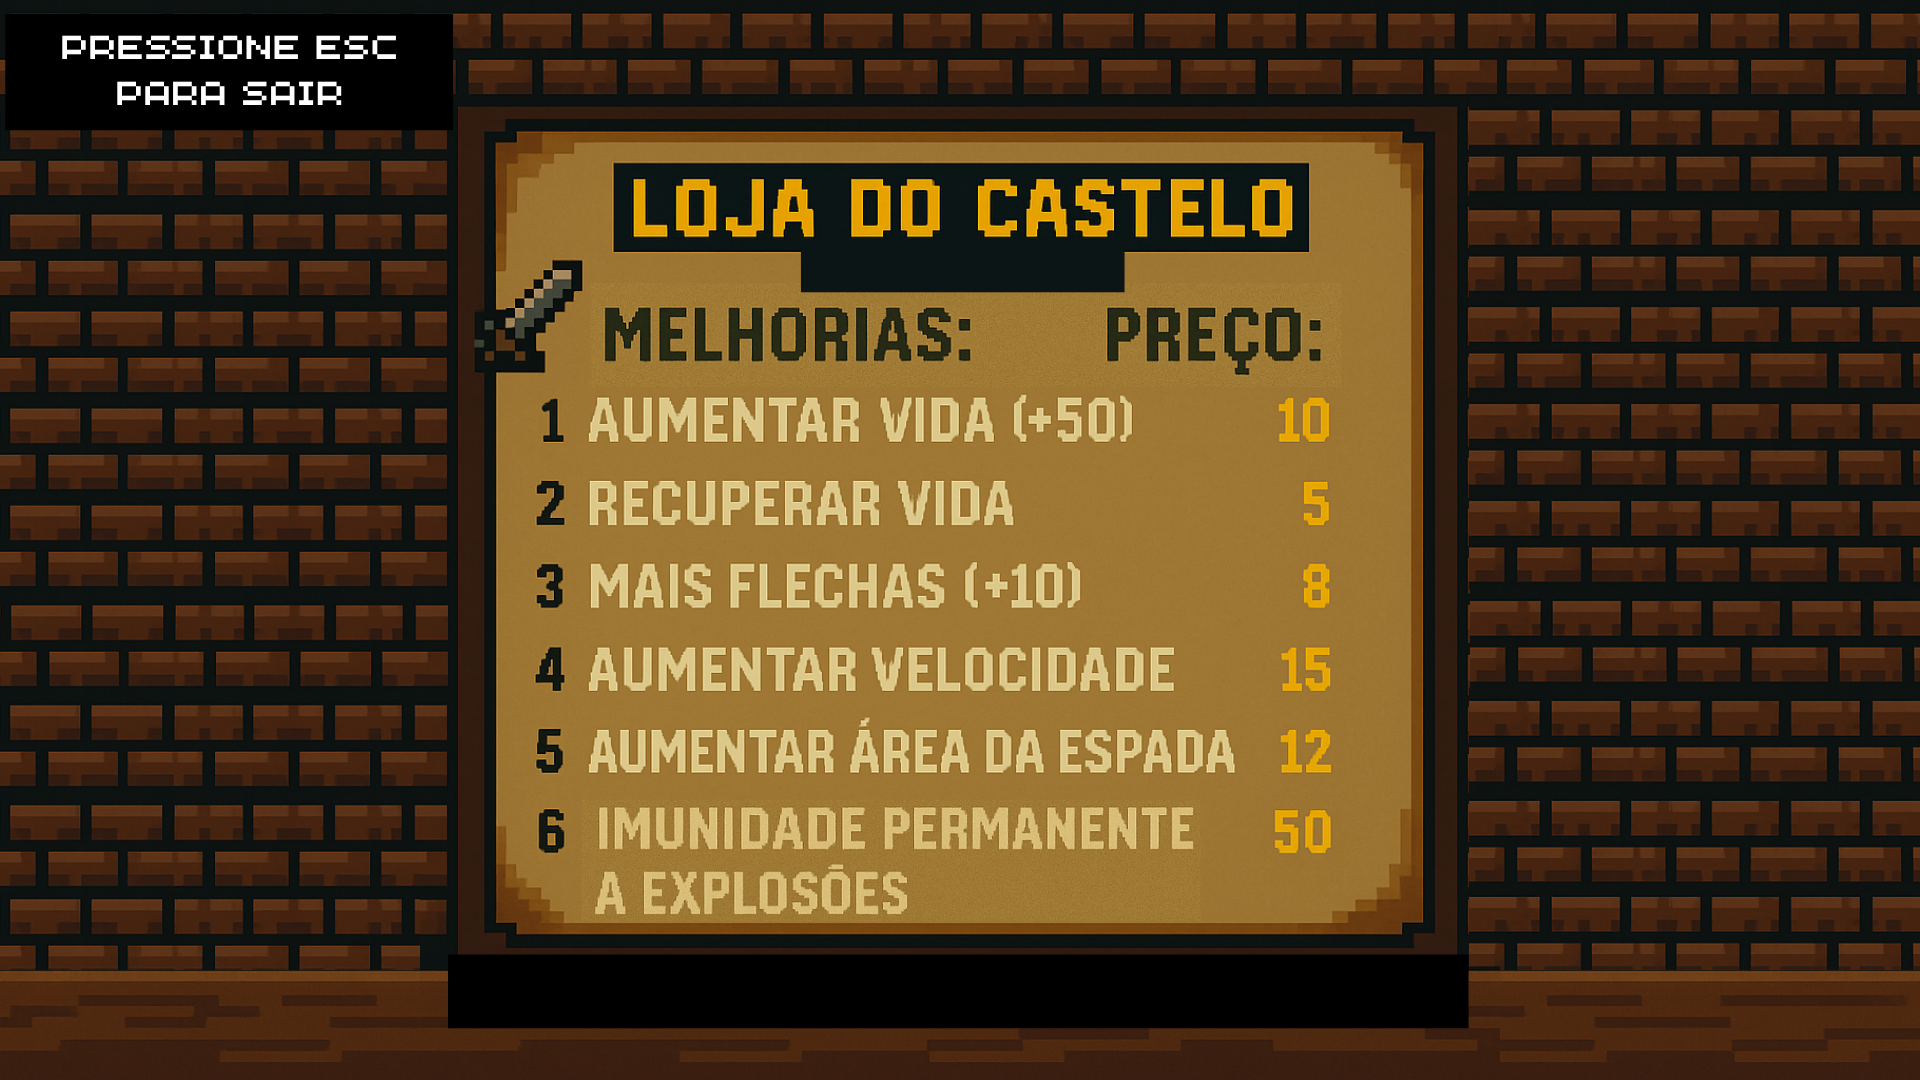 PRESSIONE ESC
PARA SAIR
LOJA DO CASTELO
MELHORIAS: PREÇO:
1 AUMENTAR VIDA (+50) 10
2 RECUPERAR VIDA 5
3 MAIS FLECHAS (+10) 8
4 AUMENTAR VELOCIDADE 15
5 AUMENTAR ÁREA DA ESPADA 12
6 IMUNIDADE PERMANENTE 50
A EXPLOSÕES